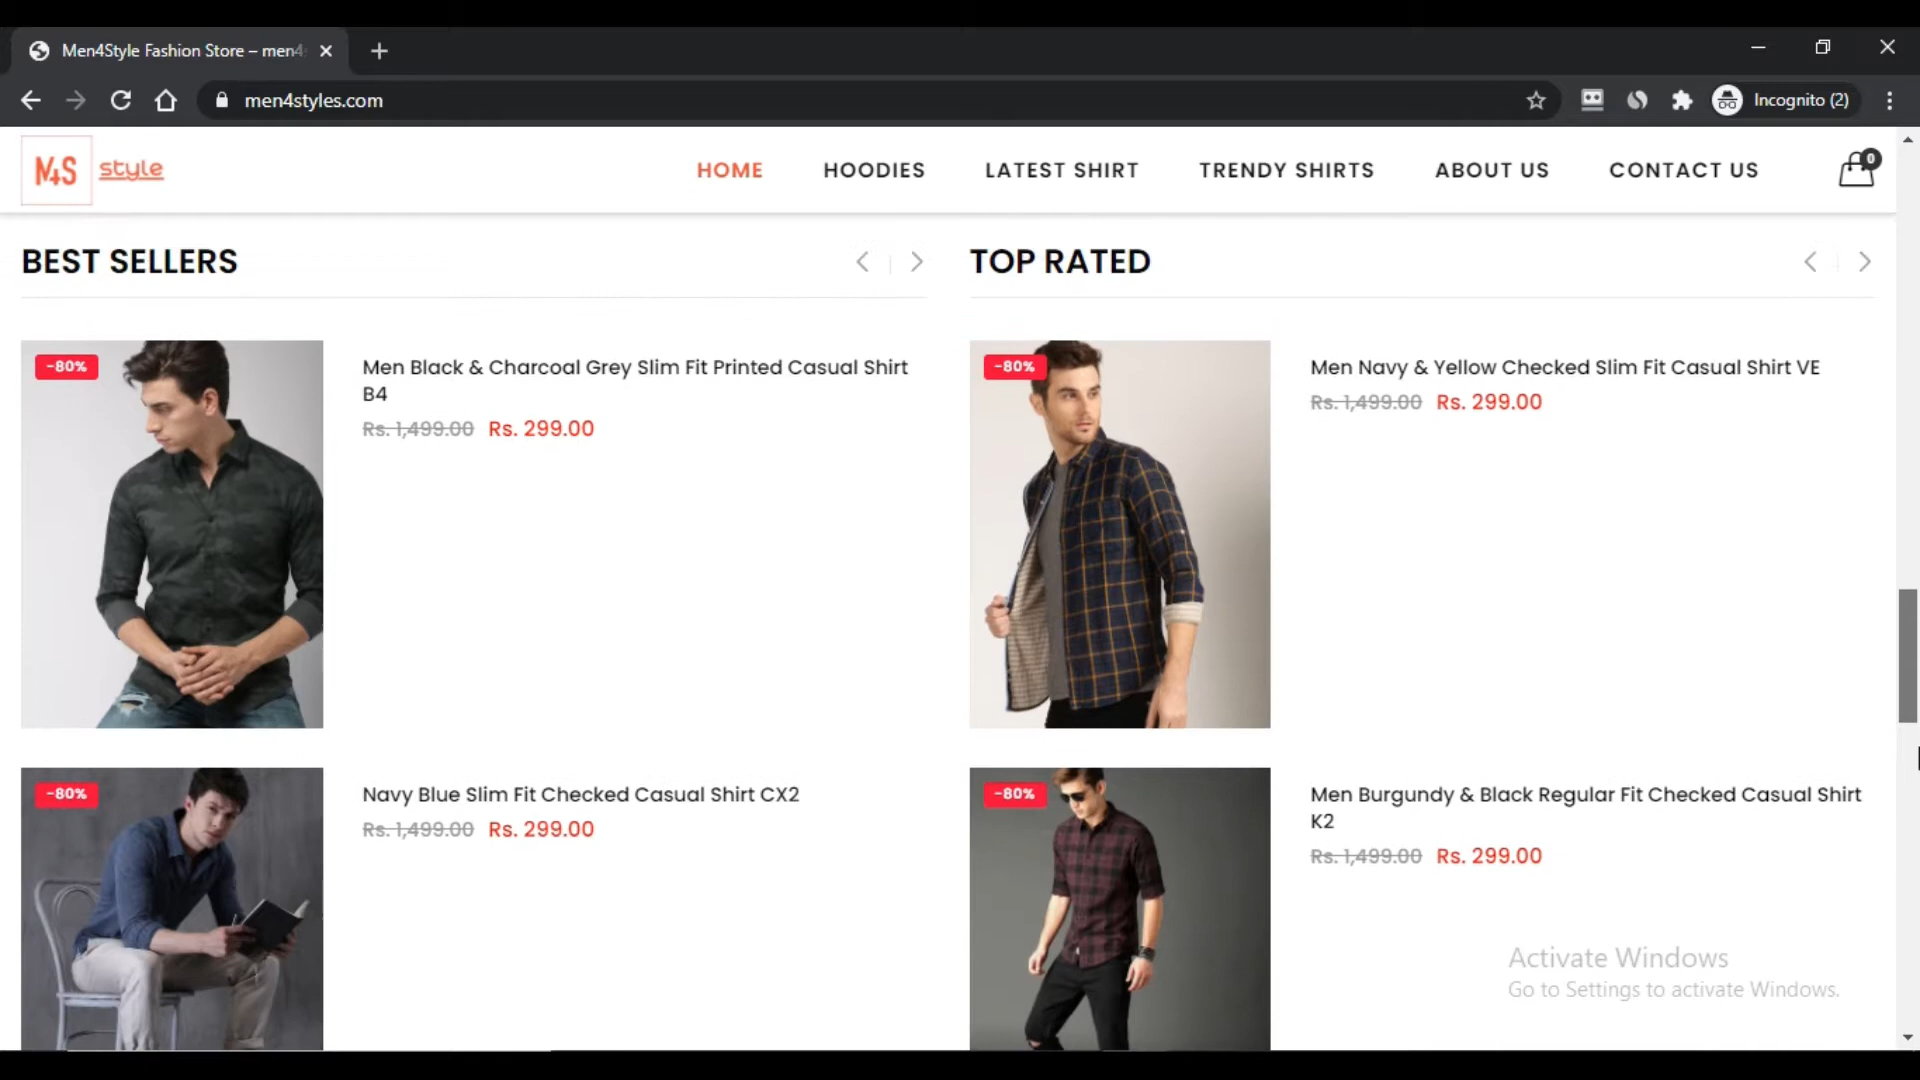 Men4Style Fashion Store – men4
men4styles.com
Incognito (2)
M4S style
HOME
HOODIES
LATEST SHIRT
TRENDY SHIRTS
ABOUT US
CONTACT US
0
BEST SELLERS
TOP RATED
-80%
Men Black & Charcoal Grey Slim Fit Printed Casual Shirt
B4
Rs. 1,499.00 Rs. 299.00
-80%
Men Navy & Yellow Checked Slim Fit Casual Shirt VE
Rs. 1,499.00 Rs. 299.00
-80%
Navy Blue Slim Fit Checked Casual Shirt CX2
Rs. 1,499.00 Rs. 299.00
-80%
Men Burgundy & Black Regular Fit Checked Casual Shirt
K2
Rs. 1,499.00 Rs. 299.00
Activate Windows
Go to Settings to activate Windows.